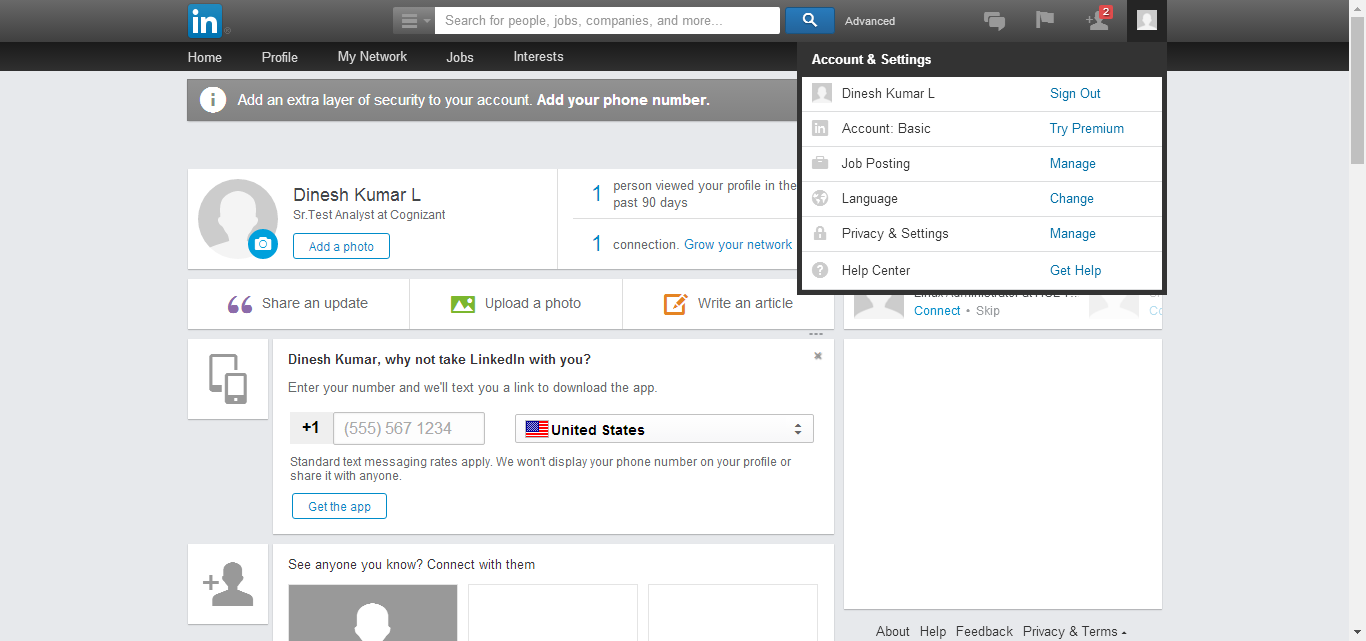 in
Search for people, jobs, companies, and more...
Advanced
2
Home
Profile
My Network
Jobs
Interests
Account & Settings
Dinesh Kumar L
Sign Out
in
Account: Basic
Try Premium
Job Posting
Manage
Language
Change
Privacy & Settings
Manage
?
Help Center
Get Help
i
Add an extra layer of security to your account. Add your phone number.
Dinesh Kumar L
Sr.Test Analyst at Cognizant
Add a photo
1
person viewed your profile in the
past 90 days
1
connection. Grow your network
Share an update
Upload a photo
Write an article
Connect • Skip
Dinesh Kumar, why not take LinkedIn with you?
Enter your number and we'll text you a link to download the app.
+1
(555) 567 1234
United States
Standard text messaging rates apply. We won't display your phone number on your profile or
share it with anyone.
Get the app
See anyone you know? Connect with them
About Help Feedback Privacy & Terms